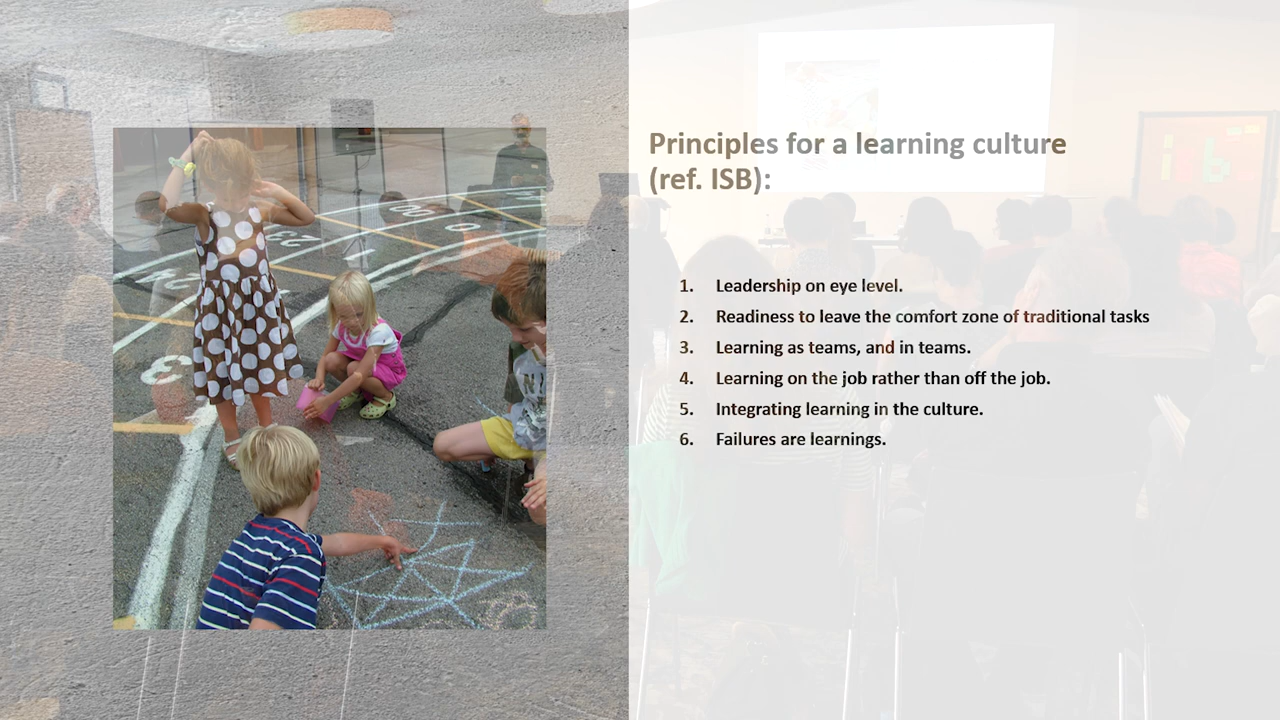 Principles for a learning culture
(ref. ISB):
1. Leadership on eye level.
2. Readiness to leave the comfort zone of traditional tasks
3. Learning as teams, and in teams.
4. Learning on the job rather than off the job.
5. Integrating learning in the culture.
6. Failures are learnings.